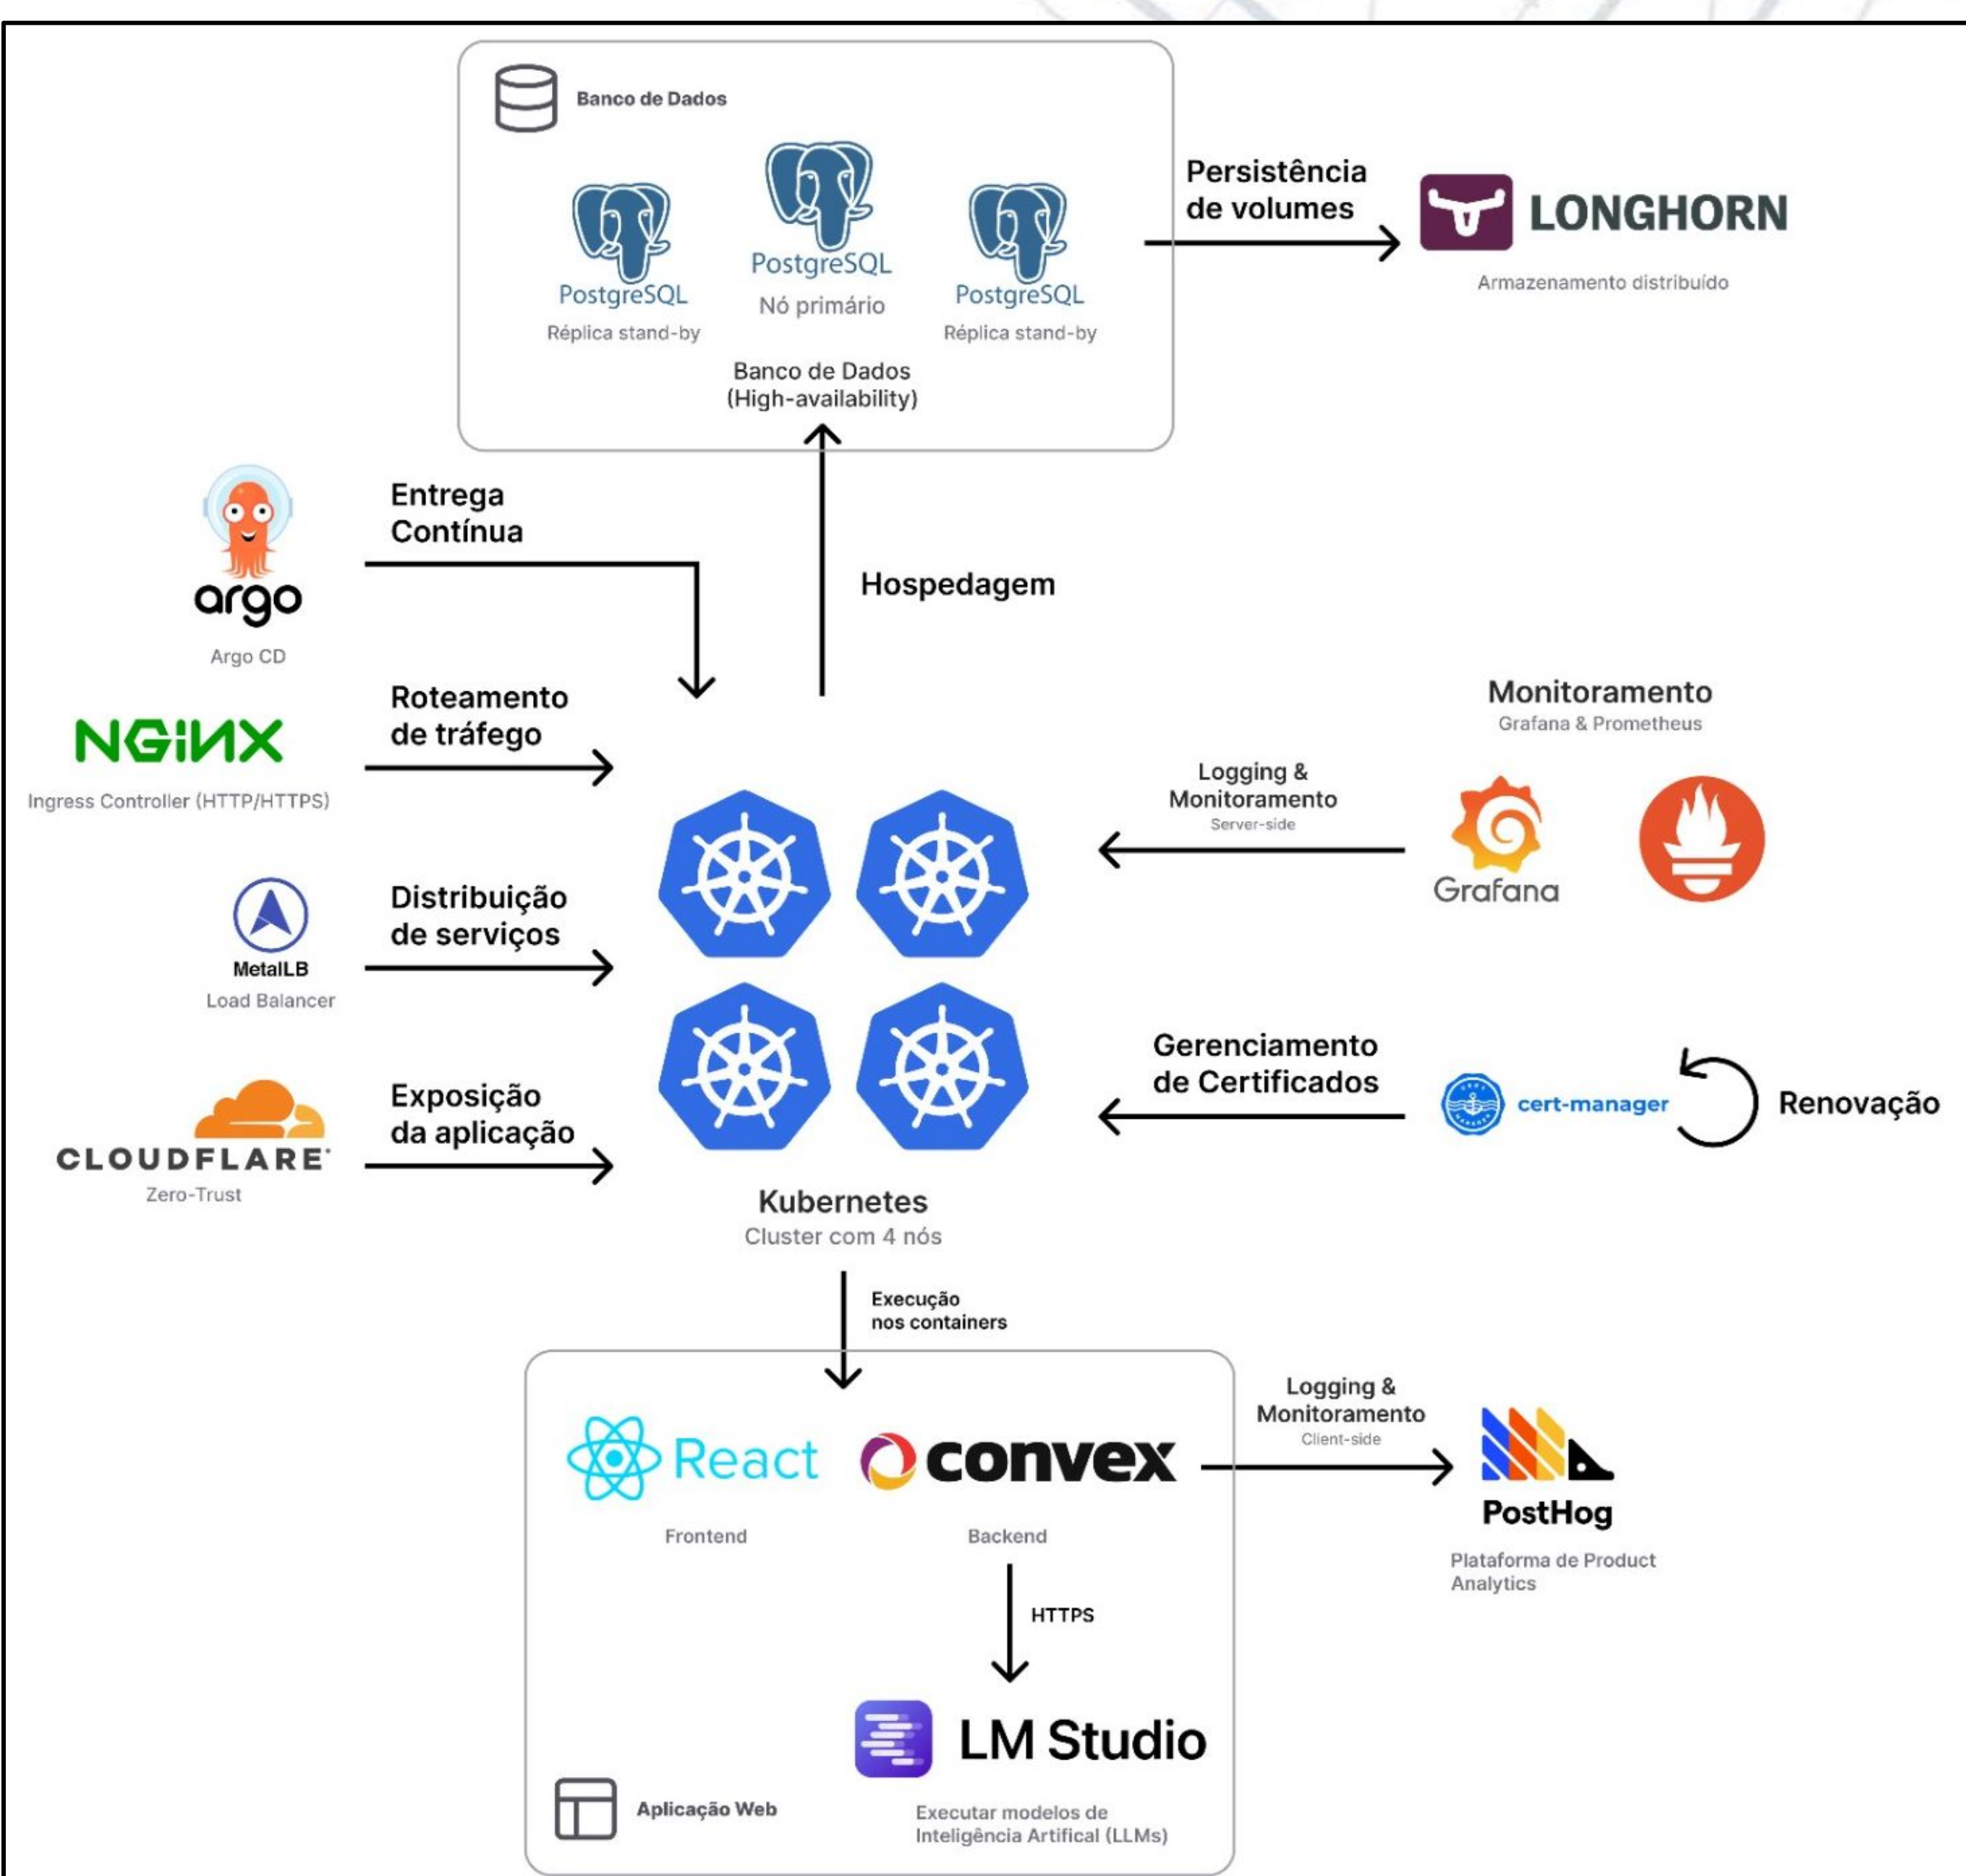 Banco de Dados
PostgreSQL
Réplica stand-by
PostgreSQL
Nó primário
PostgreSQL
Réplica stand-by
Banco de Dados
(High-availability)
Persistência
de volumes
LONGHORN
Armazenamento distribuído
argo
Argo CD
Entrega
Contínua
Hospedagem
NGINX
Ingress Controller (HTTP/HTTPS)
Roteamento
de tráfego
Monitoramento
Grafana & Prometheus
Logging &
Monitoramento
Server-side
Grafana
MetalLB
Load Balancer
Distribuição
de serviços
CLOUDFLARE
Zero-Trust
Exposição
da aplicação
Gerenciamento
de Certificados
cert-manager
Renovação
Kubernetes
Cluster com 4 nós
Execução
nos containers
React
Frontend
convex
Backend
Logging &
Monitoramento
Client-side
PostHog
Plataforma de Product
Analytics
HTTPS
LM Studio
Executar modelos de
Inteligência Artifical (LLMs)
Aplicação Web